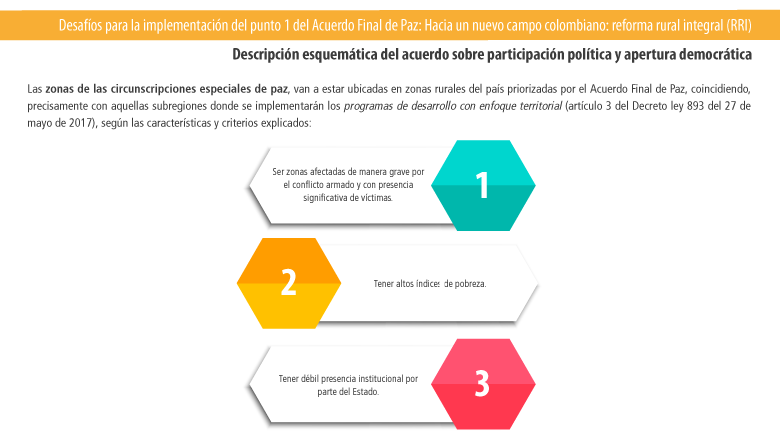 Desafíos para la implementación del punto 1 del Acuerdo Final de Paz: Hacia un nuevo campo colombiano: reforma rural integral (RRI)
Descripción esquemática del acuerdo sobre participación política y apertura democrática
Las zonas de las circunscripciones especiales de paz, van a estar ubicadas en zonas rurales del país priorizadas por el Acuerdo Final de Paz, coincidiendo,
precisamente con aquellas subregiones donde se implementarán los programas de desarrollo con enfoque territorial (artículo 3 del Decreto ley 893 del 27 de
mayo de 2017), según las características y criterios explicados:
Ser zonas afectadas de manera grave por
el conflicto armado y con presencia
significativa de víctimas.
1
2
Tener altos índices de pobreza.
Tener débil presencia institucional por
parte del Estado.
3